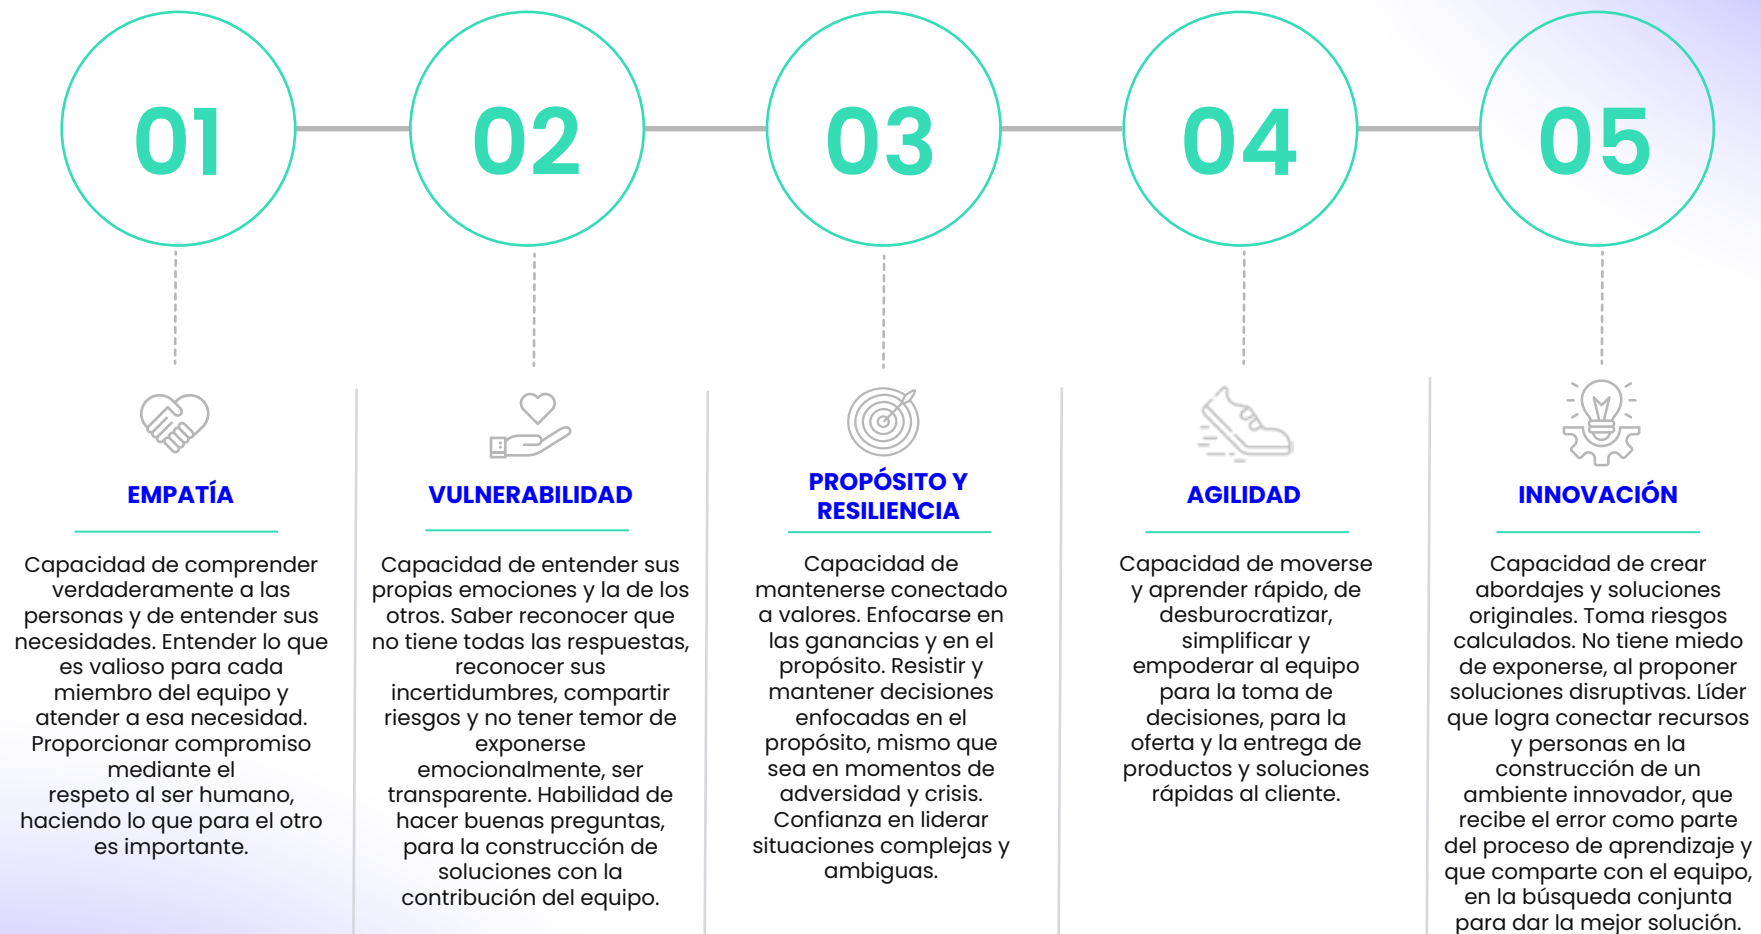 01
02
03
04
05
EMPATÍA
Capacidad de comprender
verdaderamente a las
personas y de entender sus
necesidades. Entender lo que
es valioso para cada
miembro del equipo y
atender a esa necesidad.
Proporcionar compromiso
mediante el
respeto al ser humano,
haciendo lo que para el otro
es importante.
VULNERABILIDAD
Capacidad de entender sus
propias emociones y la de los
otros. Saber reconocer que
no tiene todas las respuestas,
reconocer sus
incertidumbres, compartir
riesgos y no tener temor de
exponerse
emocionalmente, ser
transparente. Habilidad de
hacer buenas preguntas,
para la construcción de
soluciones con la
contribución del equipo.
PROPÓSITO Y
RESILIENCIA
Capacidad de
mantenerse conectado
a valores. Enfocarse en
las ganancias y en el
propósito. Resistir y
mantener decisiones
enfocadas en el
propósito, mismo que
sea en momentos de
adversidad y crisis.
Confianza en liderar
situaciones complejas y
ambiguas.
AGILIDAD
Capacidad de moverse
y aprender rápido, de
desburocratizar,
simplificar y
empoderar al equipo
para la toma de
decisiones, para la
oferta y la entrega de
productos y soluciones
rápidas al cliente.
INNOVACIÓN
Capacidad de crear
abordajes y soluciones
originales. Toma riesgos
calculados. No tiene miedo
de exponerse, al proponer
soluciones disruptivas. Líder
que logra conectar recursos
y personas en la
construcción de un
ambiente innovador, que
recibe el error como parte
del proceso de aprendizaje y
que comparte con el equipo,
en la búsqueda conjunta
para dar la mejor solución.